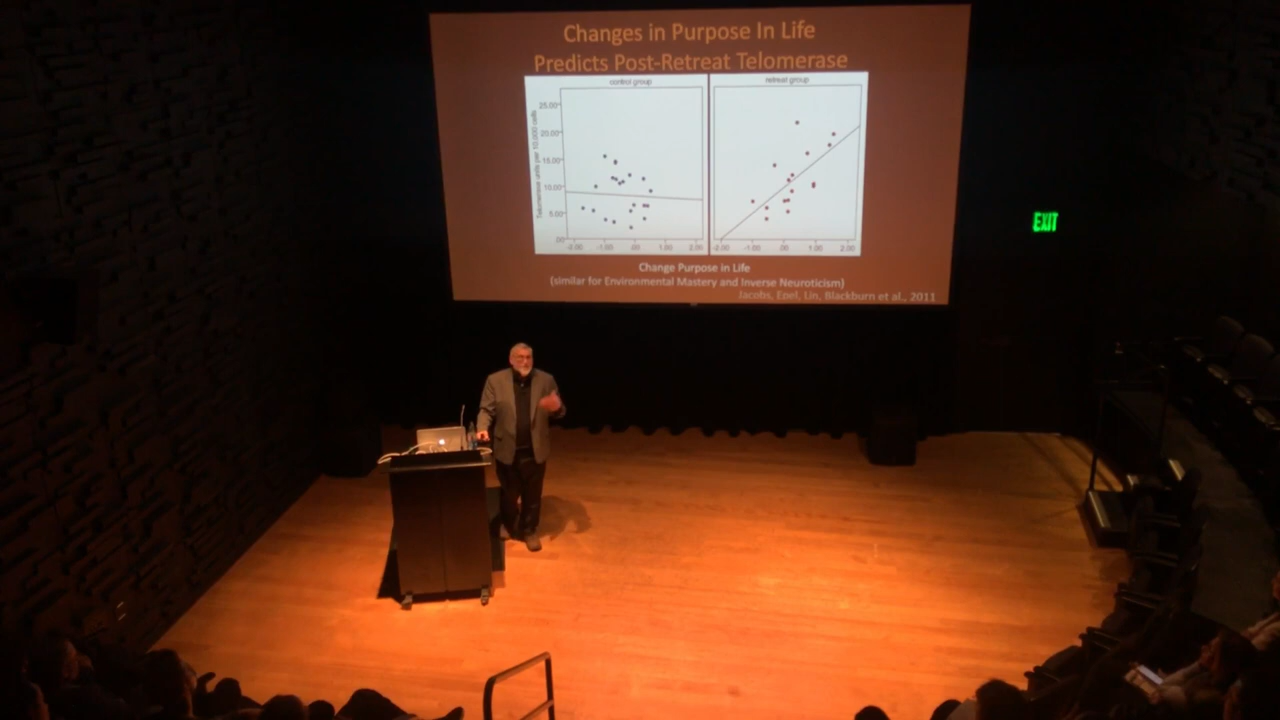 Changes in Purpose In Life
Predicts Post-Retreat Telomerase
control group
retreat group
Telomerase units per 10,000 cells
25.00
20.00
15.00
10.00
5.00
.00
-2.00 -1.00 .00 1.00 2.00
-2.00 -1.00 .00 1.00 2.00
Change Purpose in Life
(similar for Environmental Mastery and Inverse Neuroticism)
Jacobs, Epel, Lin, Blackburn et al., 2011
EXIT